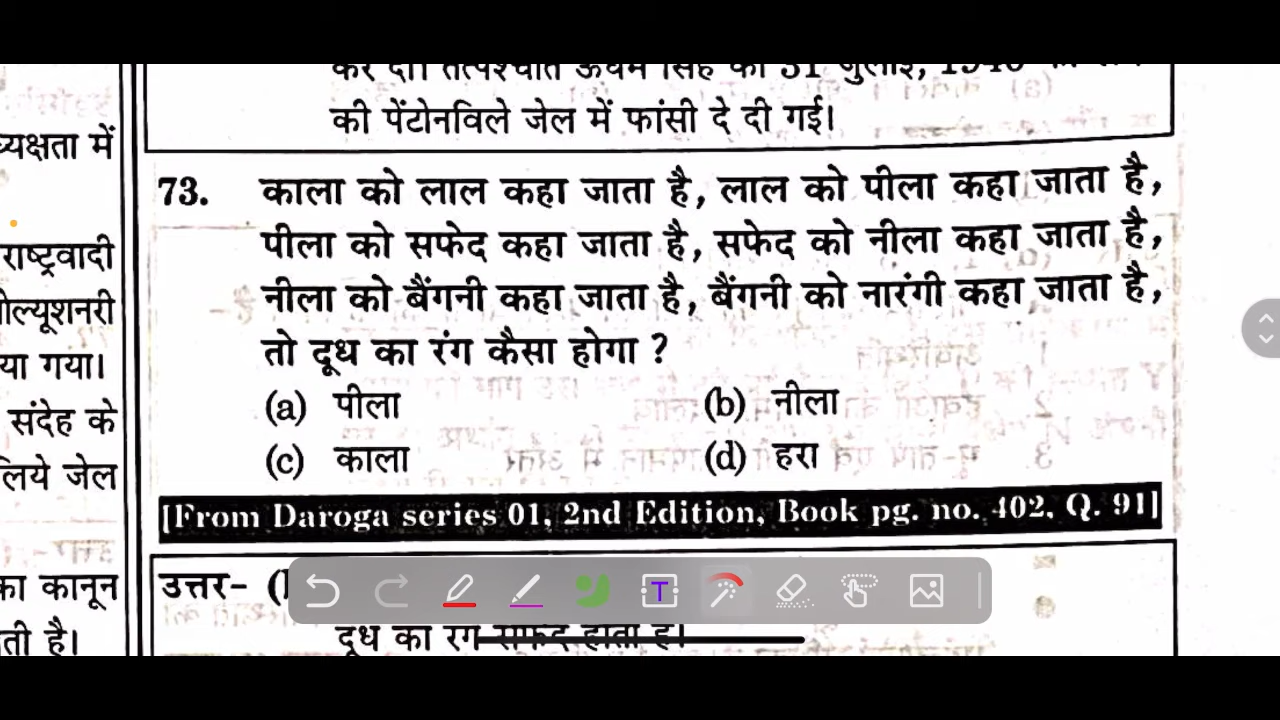 की पेंटोनविले जेल में फांसी दे दी गई।
ध्यक्षता में
राष्ट्रवादी
या गया।
संदेह के
लिये जेल
का कानून
73. काला को लाल कहा जाता है, लाल को पीला कहा जाता है,
पीला को सफेद कहा जाता है, सफेद को नीला कहा जाता है,
नीला को बैंगनी कहा जाता है, बैंगनी को नारंगी कहा जाता है,
तो दूध का रंग कैसा होगा ?
(a) पीला (b) नीला
(c) काला (d) हरा
[From Daroga series 01, 2nd Edition, Book pg. no. 402, Q. 91]
उत्तर-
T
दूध का रंग सफेद होता है।